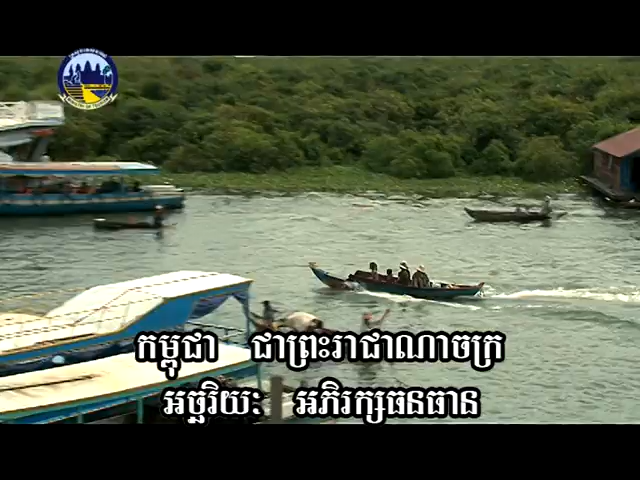 កម្ពុជា ជាព្រះរាជាណាចក្រ
អច្ឆរិយៈ អភិរក្សធនធាន